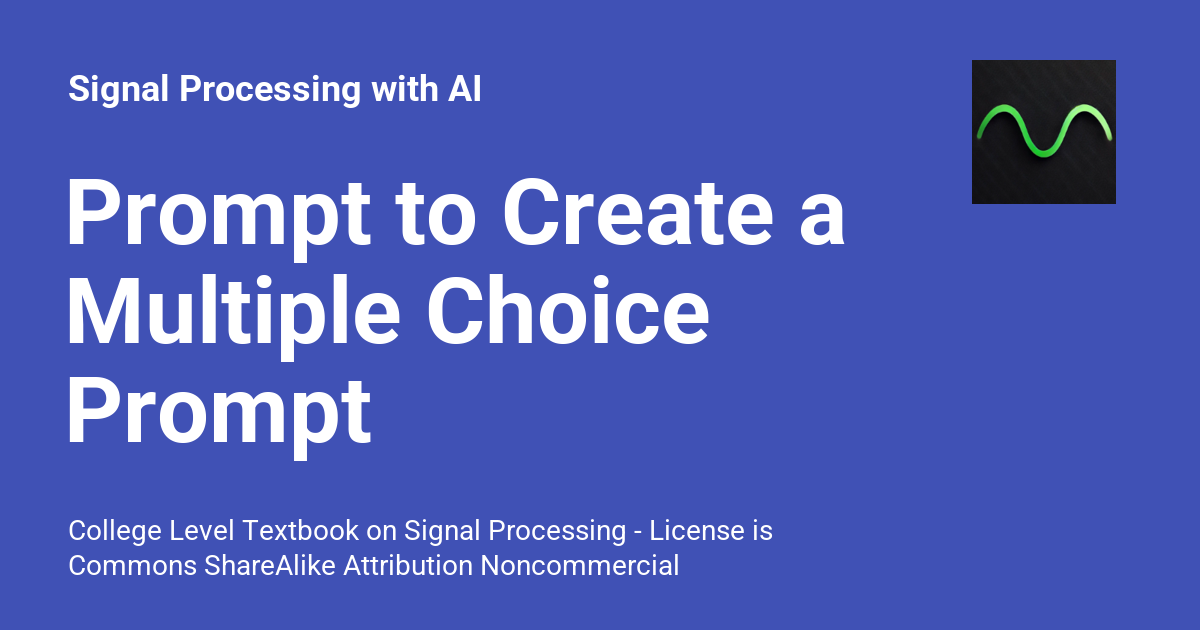 Signal Processing with AI
Prompt to Create a
Multiple Choice
Prompt
College Level Textbook on Signal Processing - License is
Commons ShareAlike Attribution Noncommercial